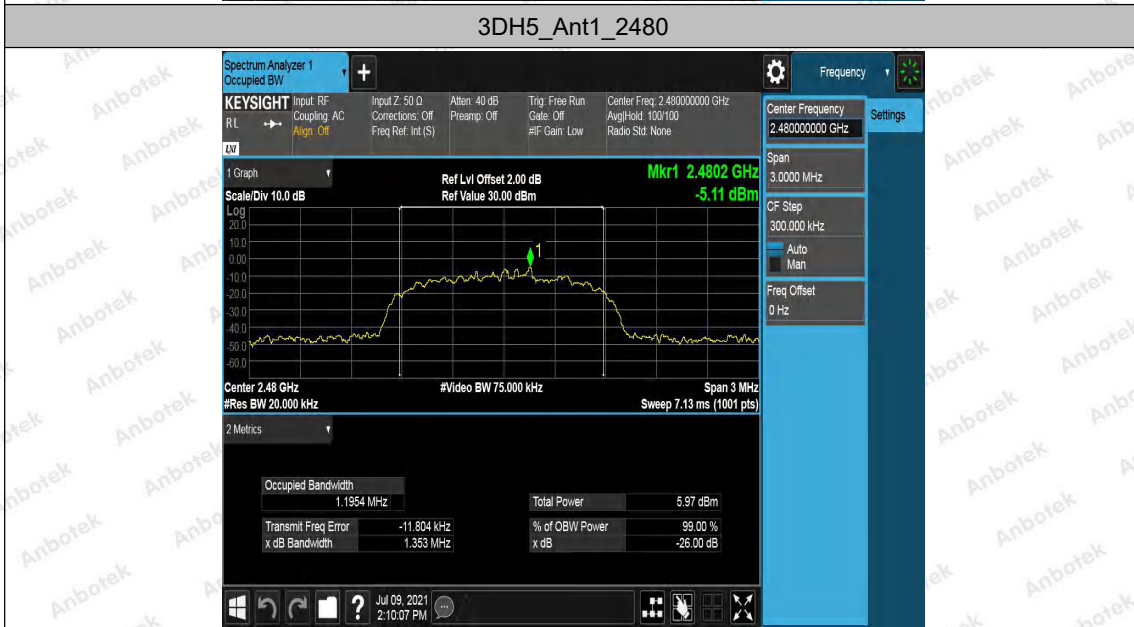 3DH5_Ant1_2480
Spectrum Analyzer 1
Occupied BW
+
Frequency
KEYSIGHT
RL
LXI
Input: RF
Coupling: AC
Align: Off
Input Z: 50 Ω
Corrections: Off
Freq Ref: Int (S)
Atten: 40 dB
Preamp: Off
Trig: Free Run
Gate: Off
#IF Gain: Low
Center Freq: 2.480000000 GHz
Avg|Hold: 100/100
Radio Std: None
Center Frequency
2.480000000 GHz
Settings
Span
3.0000 MHz
CF Step
300.000 kHz
Auto
Man
Freq Offset
0 Hz
1 Graph
Scale/Div 10.0 dB
Ref Lvl Offset 2.00 dB
Ref Value 30.00 dBm
Mkr1 2.4802 GHz
-5.11 dBm
Log
20.0
10.0
0.00
-10.0
-20.0
-30.0
-40.0
-50.0
-60.0
1
Center 2.48 GHz
#Video BW 75.000 kHz
Span 3 MHz
#Res BW 20.000 kHz
Sweep 7.13 ms (1001 pts)
2 Metrics
Occupied Bandwidth
1.1954 MHz
Total Power 5.97 dBm
Transmit Freq Error -11.804 kHz
% of OBW Power 99.00 %
x dB Bandwidth 1.353 MHz
x dB -26.00 dB
?
Jul 09, 2021
2:10:07 PM
Anbotek